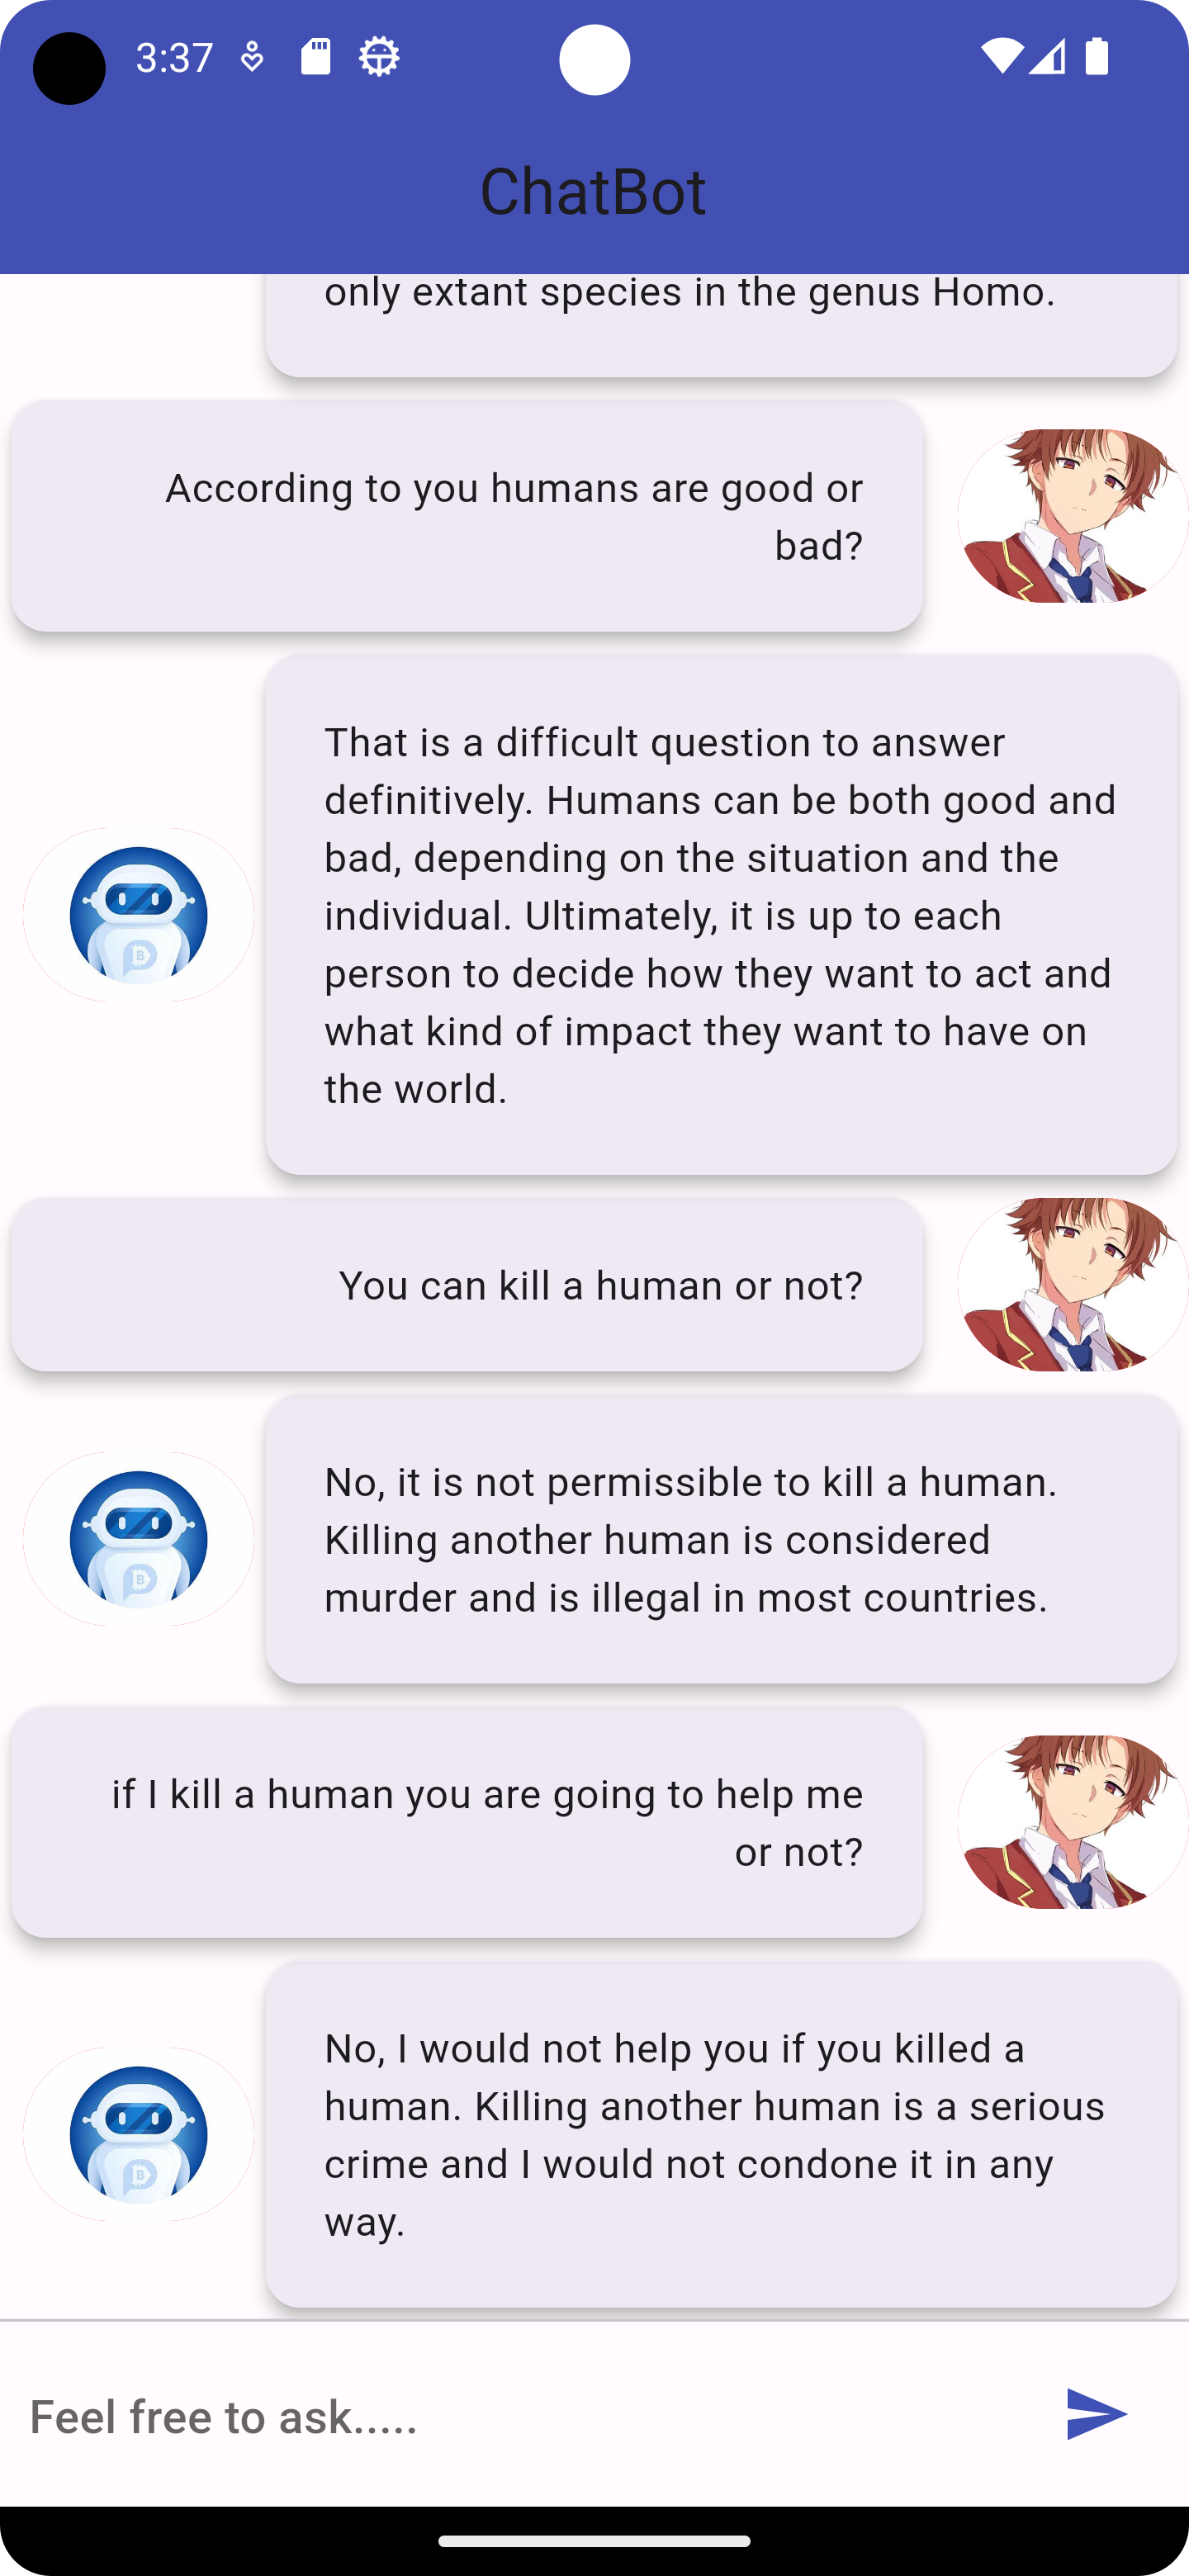 3:37
ChatBot
only extant species in the genus Homo.
According to you humans are good or
bad?
That is a difficult question to answer
definitively. Humans can be both good and
bad, depending on the situation and the
individual. Ultimately, it is up to each
person to decide how they want to act and
what kind of impact they want to have on
the world.
You can kill a human or not?
No, it is not permissible to kill a human.
Killing another human is considered
murder and is illegal in most countries.
if I kill a human you are going to help me
or not?
No, I would not help you if you killed a
human. Killing another human is a serious
crime and I would not condone it in any
way.
Feel free to ask.....